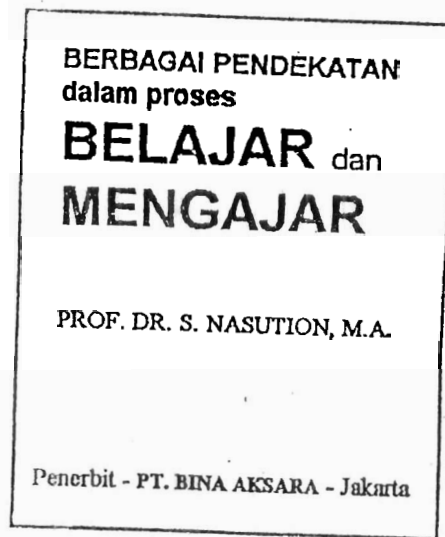 BERBAGAI PENDEKATAN
dalam proses
BELAJAR dan
MENGAJAR
PROF. DR. S. NASUTION, M.A.
Penerbit - PT. BINA AKSARA - Jakarta